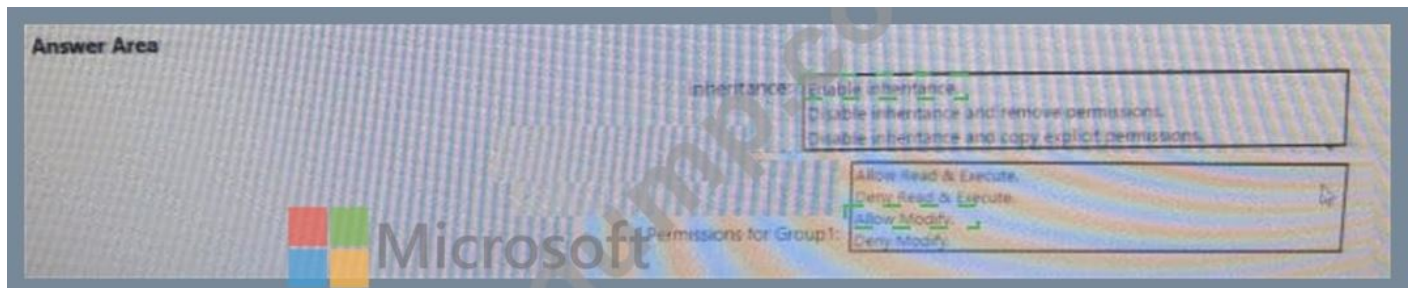 Answer Area
Inheritance:
Enable inheritance.
Disable inheritance and remove permissions.
Disable inheritance and copy explicit permissions.
Allow Read & Execute.
Deny Read & Execute.
Allow Modify.
Permissions for Group1:
Deny Modify.
Microsoft